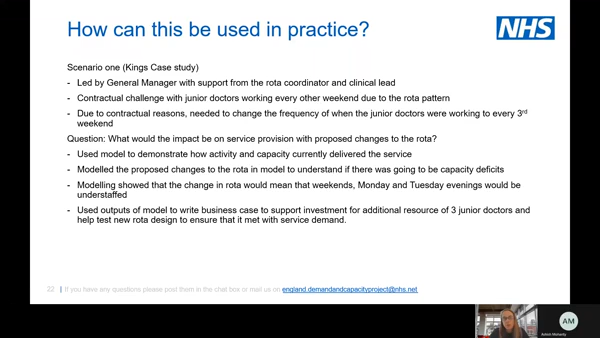 How can this be used in practice?
NHS
Scenario one (Kings Case study)
- Led by General Manager with support from the rota coordinator and clinical lead
- Contractual challenge with junior doctors working every other weekend due to the rota pattern
- Due to contractual reasons, needed to change the frequency of when the junior doctors were working to every 3rd
weekend
Question: What would the impact be on service provision with proposed changes to the rota?
- Used model to demonstrate how activity and capacity currently delivered the service
- Modelled the proposed changes to the rota in model to understand if there was going to be capacity deficits
- Modelling showed that the change in rota would mean that weekends, Monday and Tuesday evenings would be
understaffed
- Used outputs of model to write business case to support investment for additional resource of 3 junior doctors and
help test new rota design to ensure that it met with service demand.
22 | If you have any questions please post them in the chat box or mail us on england.demandandcapacityproject@nhs.net
AM